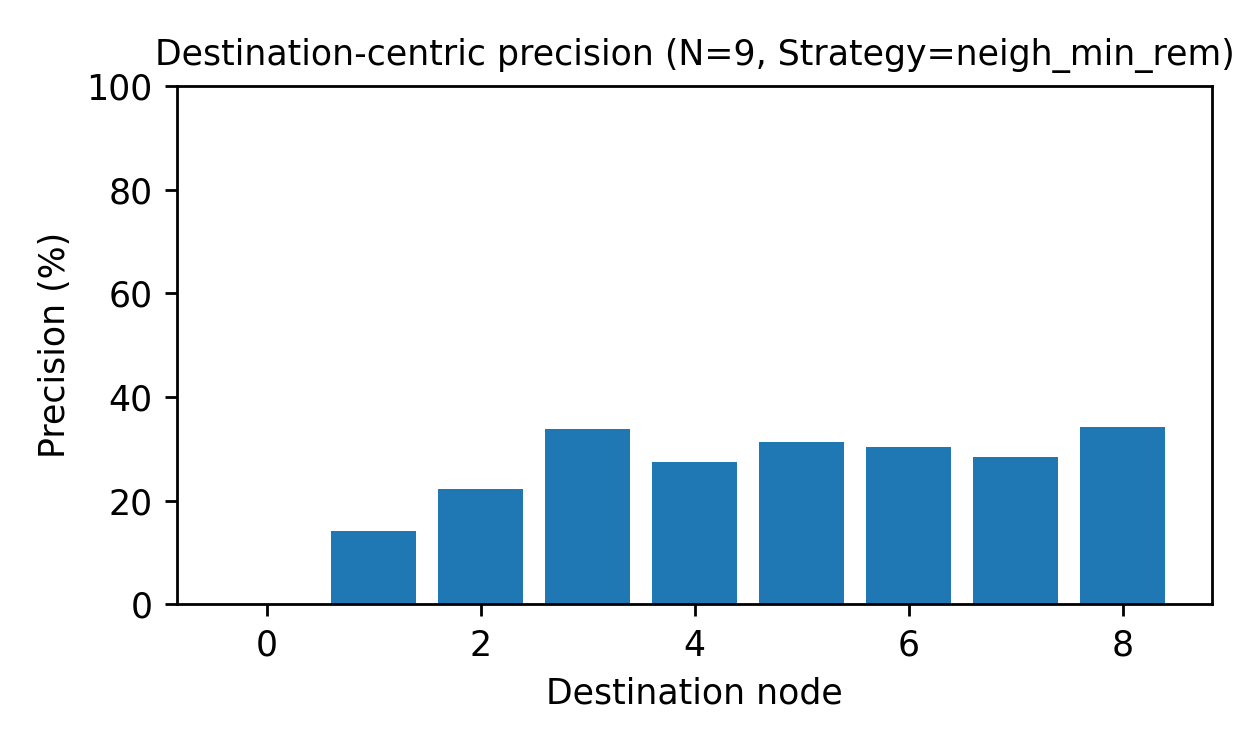 Destination-centric precision (N=9, Strategy=neigh_min_rem)
100
80
60
40
20
0
Precision (%)
0 2 4 6 8
Destination node